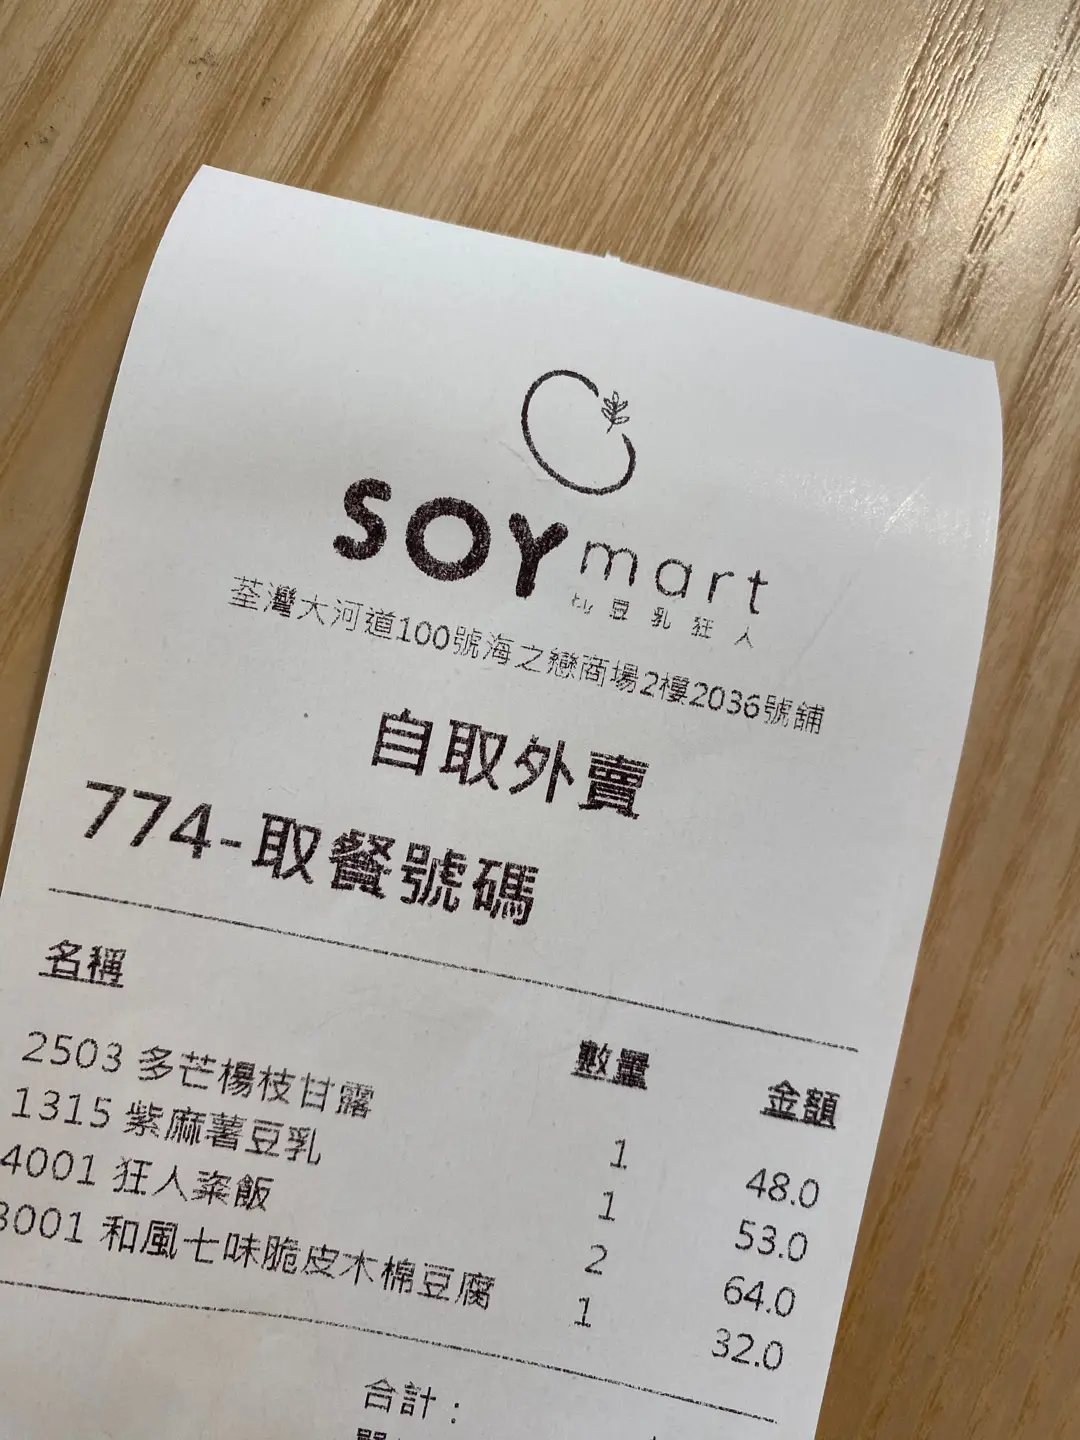 SOYmart
by 豆乳狂人
荃灣大河道100號海之戀商場2樓2036號舖
自取外賣
774-取餐號碼
名稱 數量 金額
2503 多芒楊枝甘露 1 48.0
1315 紫麻薯豆乳 1 53.0
4001 狂人粢飯 2 64.0
3001 和風七味脆皮木棉豆腐 1 32.0
合計：